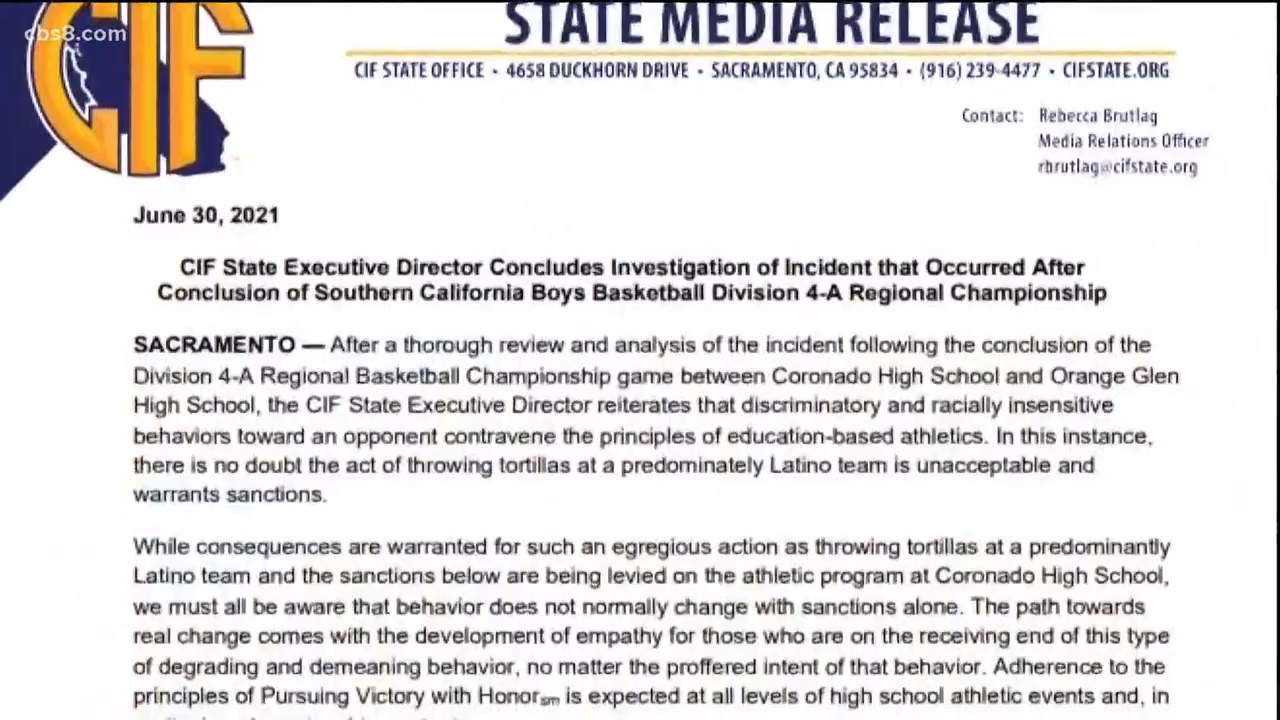 cbs8.com
CIF
STATE MEDIA RELEASE
CIF STATE OFFICE • 4658 DUCKHORN DRIVE • SACRAMENTO, CA 95834 • (916) 239-4477 • CIFSTATE.ORG
Contact: Rebecca Brutlag
Media Relations Officer
rbrutlag@cifstate.org
June 30, 2021
CIF State Executive Director Concludes Investigation of Incident that Occurred After
Conclusion of Southern California Boys Basketball Division 4-A Regional Championship
SACRAMENTO — After a thorough review and analysis of the incident following the conclusion of the
Division 4-A Regional Basketball Championship game between Coronado High School and Orange Glen
High School, the CIF State Executive Director reiterates that discriminatory and racially insensitive
behaviors toward an opponent contravene the principles of education-based athletics. In this instance,
there is no doubt the act of throwing tortillas at a predominately Latino team is unacceptable and
warrants sanctions.
While consequences are warranted for such an egregious action as throwing tortillas at a predominantly
Latino team and the sanctions below are being levied on the athletic program at Coronado High School,
we must all be aware that behavior does not normally change with sanctions alone. The path towards
real change comes with the development of empathy for those who are on the receiving end of this type
of degrading and demeaning behavior, no matter the proffered intent of that behavior. Adherence to the
principles of Pursuing Victory with Honor sm is expected at all levels of high school athletic events and, in